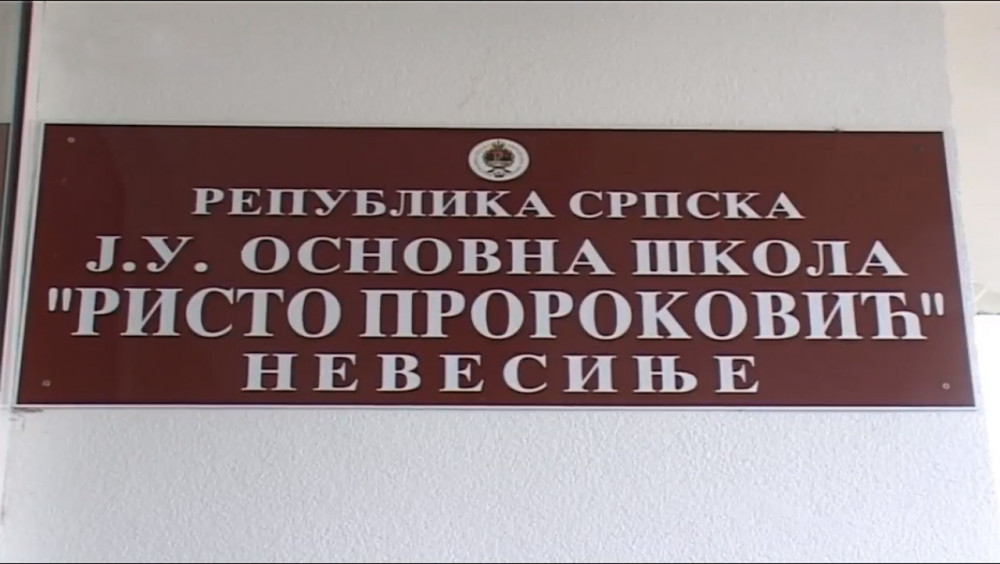 РЕПУБЛИКА СРПСКА
Ј.У. ОСНОВНА ШКОЛА
"РИСТО ПРОРОКОВИЋ"
НЕВЕСИЊЕ